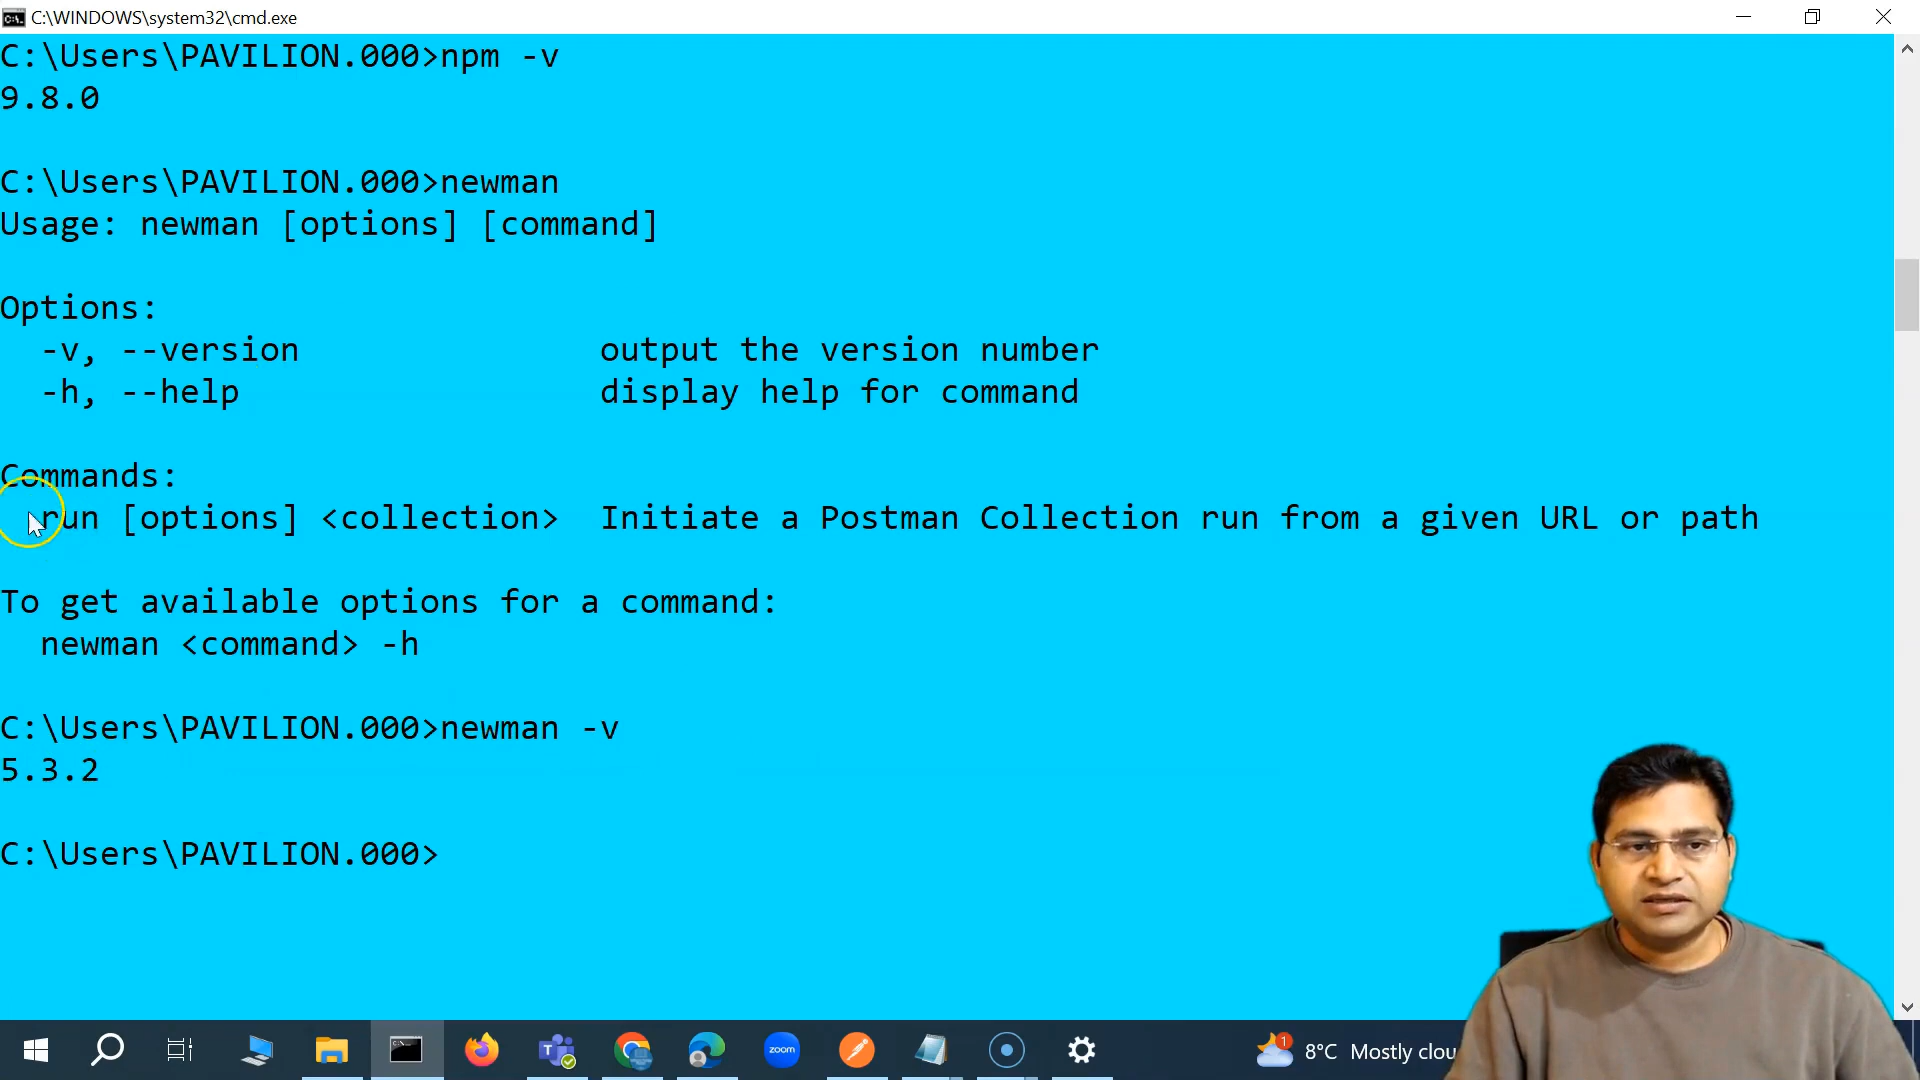 C:\WINDOWS\system32\cmd.exe
C:\Users\PAVILION.000>npm -v
9.8.0
C:\Users\PAVILION.000>newman
Usage: newman [options] [command]
Options:
-v, --version output the version number
-h, --help display help for command
Commands:
run [options] <collection> Initiate a Postman Collection run from a given URL or path
To get available options for a command:
newman <command> -h
C:\Users\PAVILION.000>newman -v
5.3.2
C:\Users\PAVILION.000>
zoom
1
8°C Mostly clou